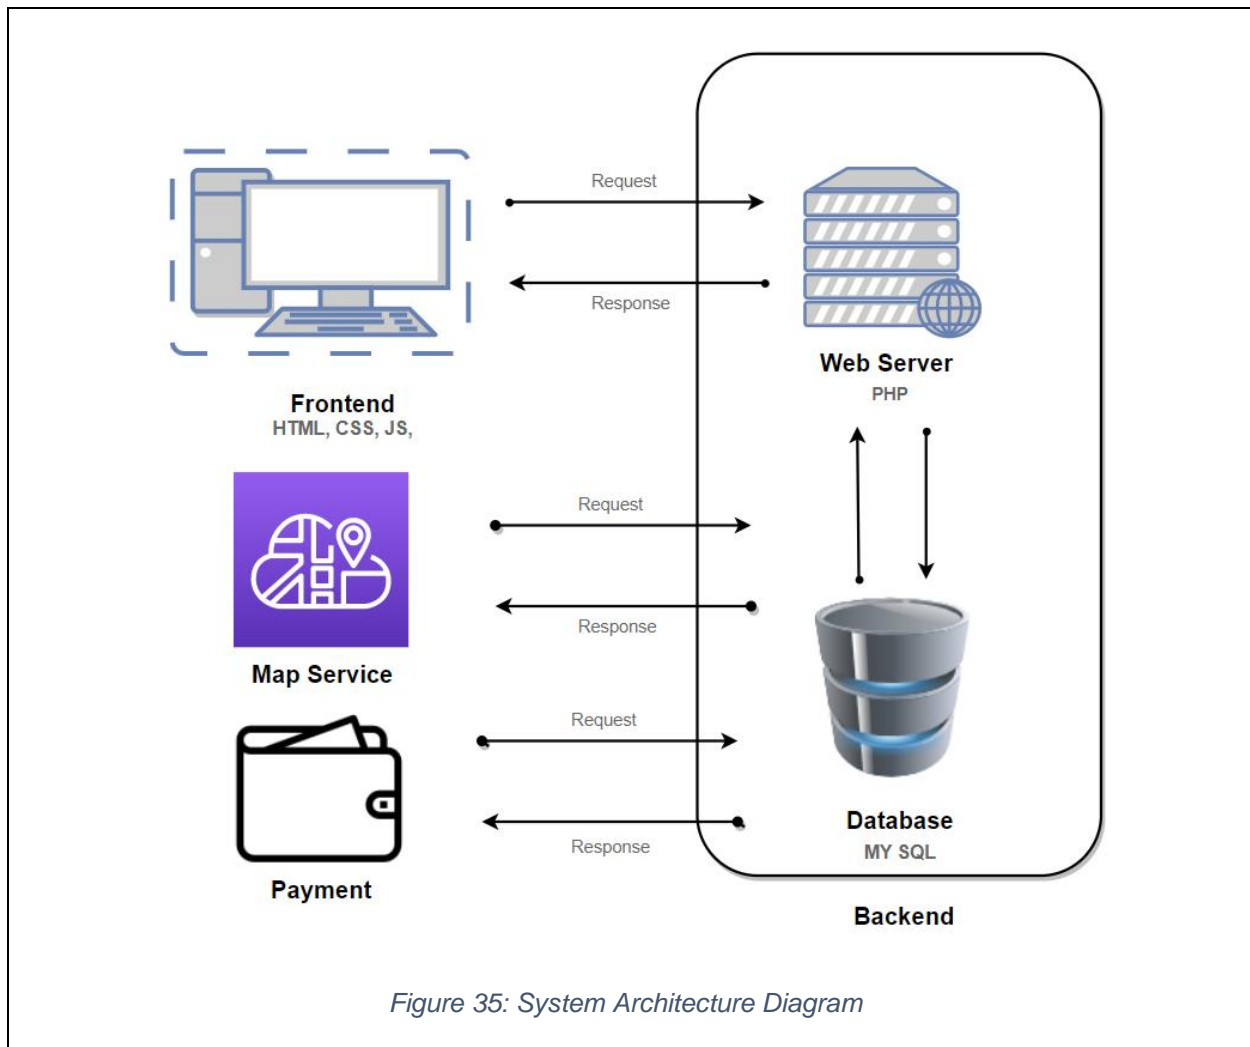 Request
Response
Web Server
PHP
Frontend
HTML, CSS, JS,
Request
Response
Map Service
Request
Response
Database
MY SQL
Payment
Backend
Figure 35: System Architecture Diagram